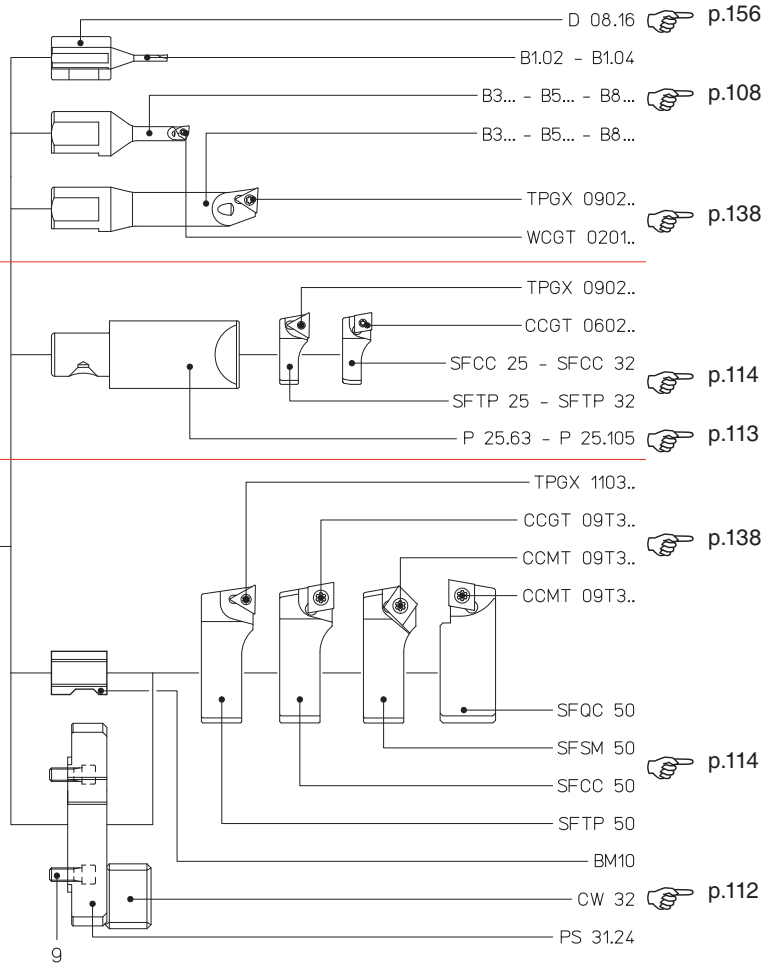 D 08.16 p.156
B1.02 - B1.04
B3... - B5... - B8... p.108
B3... - B5... - B8...
TPGX 0902..
p.138
WCGT 0201..
TPGX 0902..
CCGT 0602..
SFCC 25 - SFCC 32
p.114
SFTP 25 - SFTP 32
P 25.63 - P 25.105 p.113
TPGX 1103..
CCGT 09T3..
p.138
CCMT 09T3..
CCMT 09T3..
SFQC 50
SFSM 50
p.114
SFCC 50
SFTP 50
BM10
CW 32 p.112
PS 31.24
9